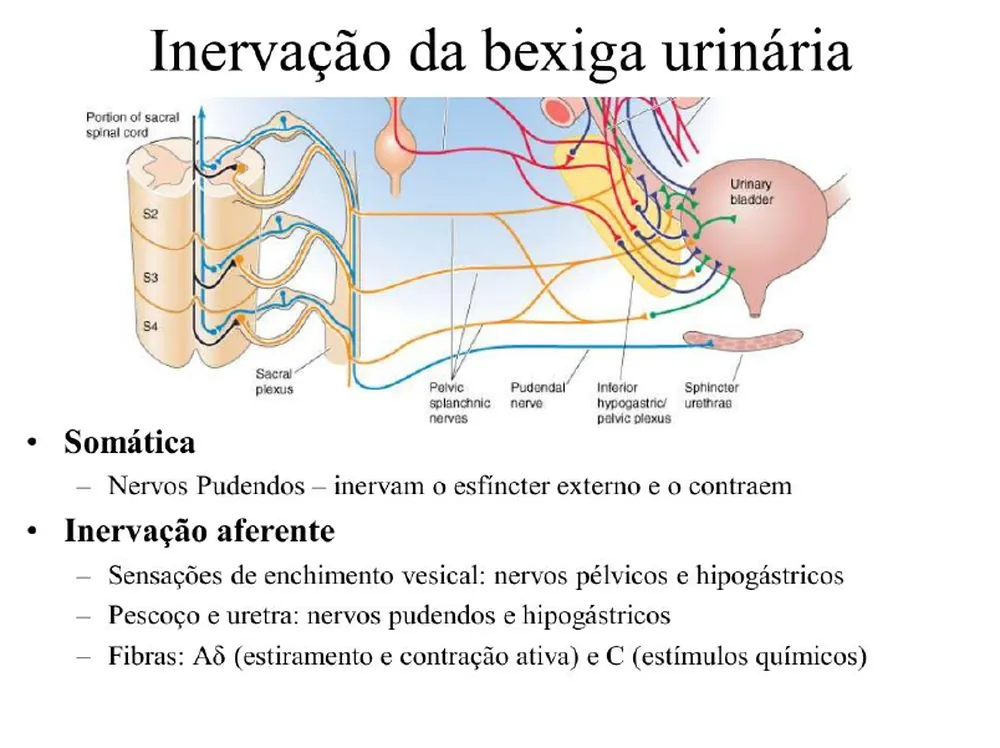 Inervação da bexiga urinária
Portion of sacral
spinal cord
S2
S3
S4
Urinary
bladder
Sacral
plexus
Pelvic
splanchnic
nerves
Pudendal
nerve
Inferior
hypogastric/
pelvic plexus
Sphincter
urethrae
• Somática
– Nervos Pudendos – inervam o esfíncter externo e o contraem
• Inervação aferente
– Sensações de enchimento vesical: nervos pélvicos e hipogástricos
– Pescoço e uretra: nervos pudendos e hipogástricos
– Fibras: Aδ (estiramento e contração ativa) e C (estímulos químicos)